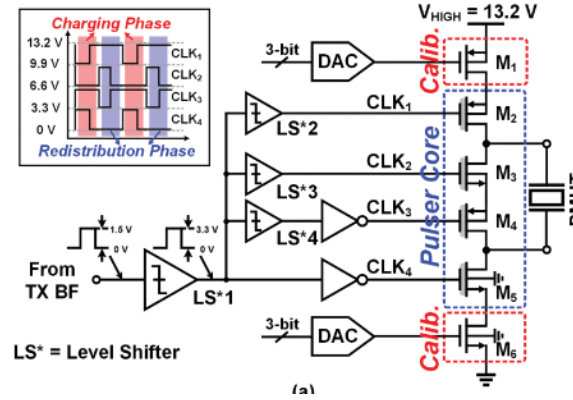 Charging Phase
13.2 V
9.9 V
6.6 V
3.3 V
0 V
CLK1
CLK2
CLK3
CLK4
Redistribution Phase
VHIGH = 13.2 V
3-bit
DAC
Calib.
M1
CLK1
LS*2
M2
CLK2
LS*3
M3
CLK3
LS*4
M4
Pulser Core
PMUT
1.5 V
0 V
3.3 V
0 V
From
TX BF
LS*1
CLK4
M5
3-bit
DAC
Calib.
M6
LS* = Level Shifter
(a)